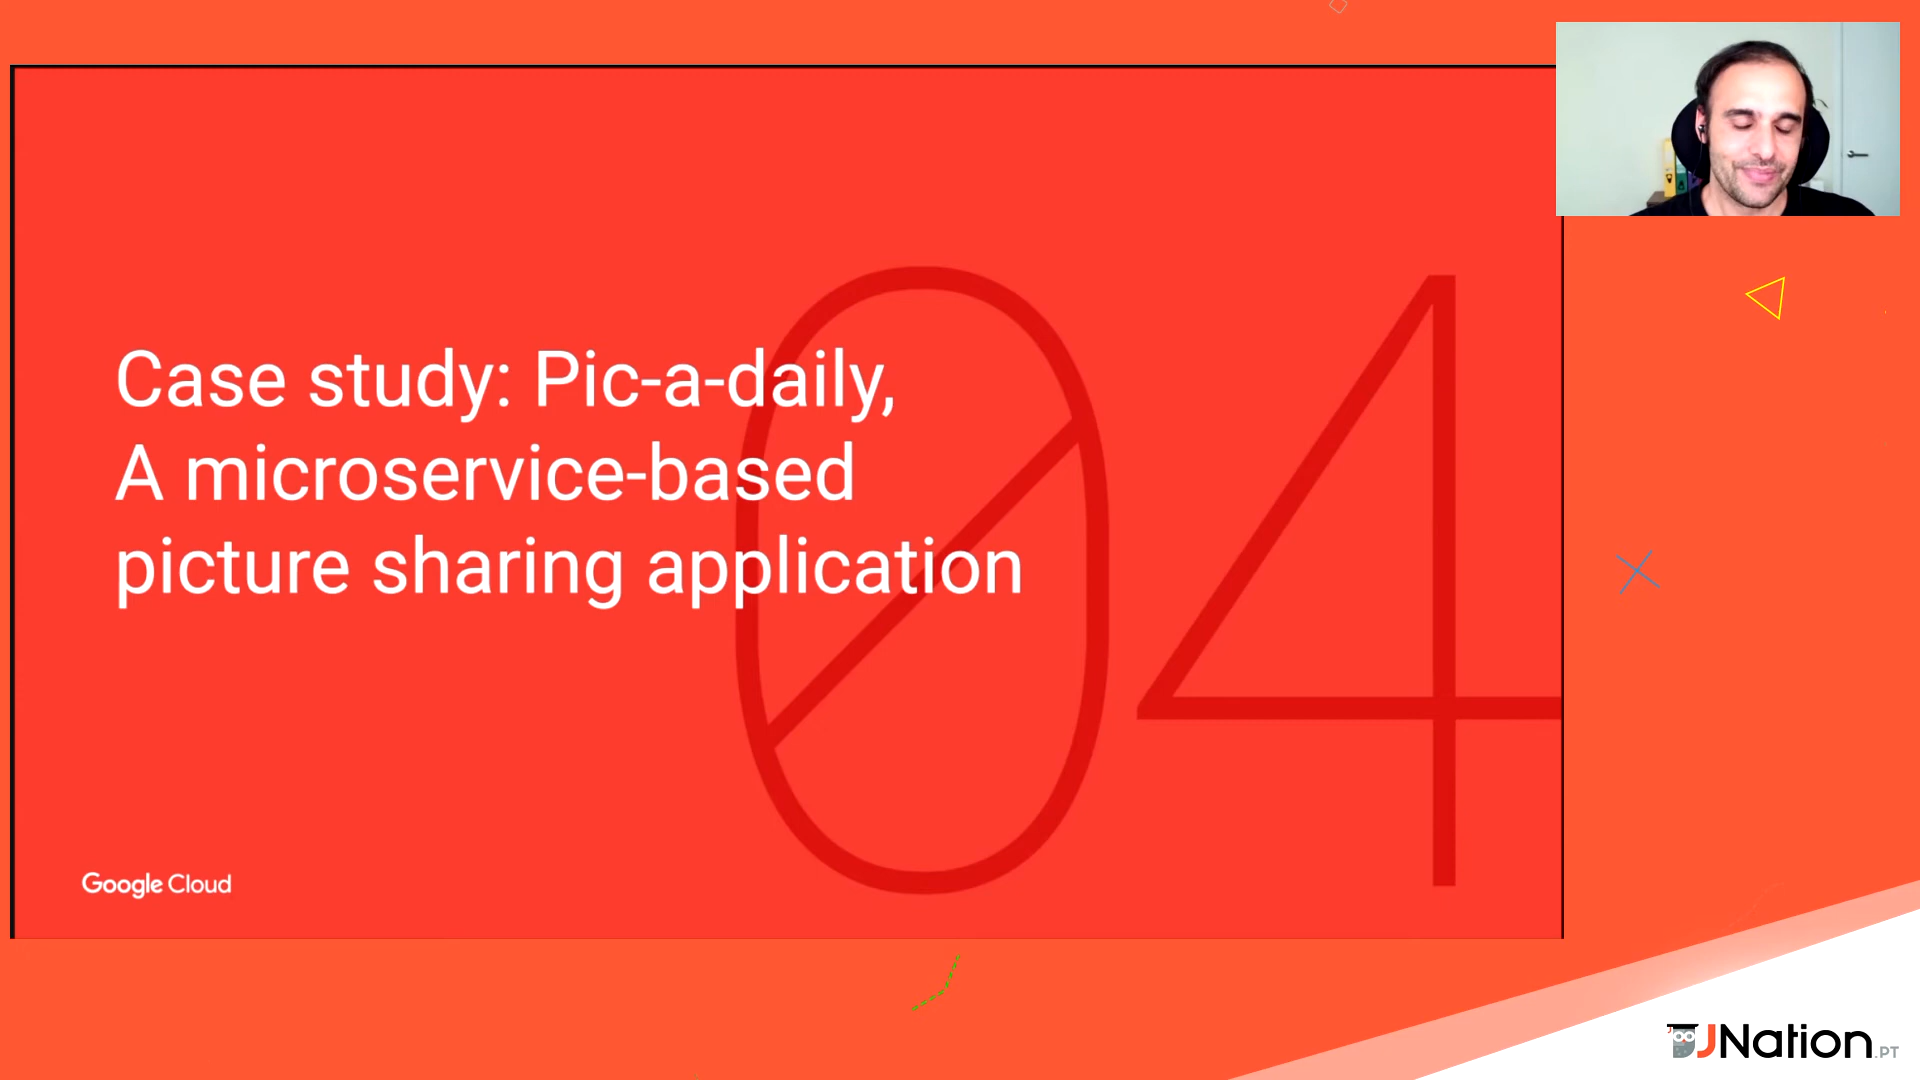 04
Case study: Pic-a-daily,
A microservice-based
picture sharing application
Google Cloud
JNation.PT